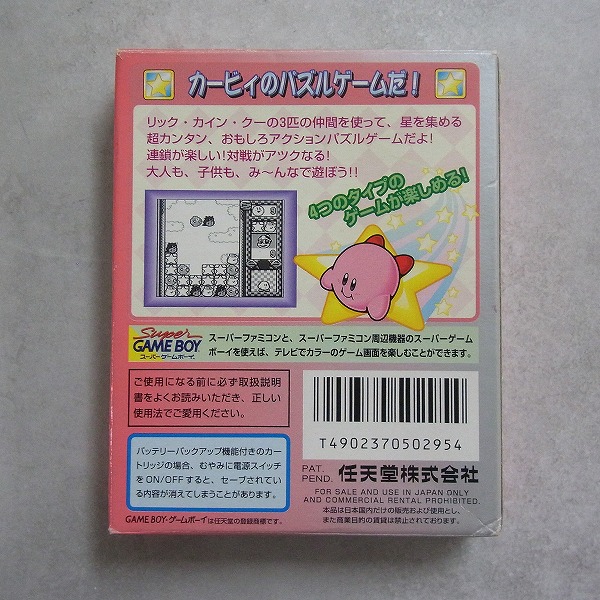 カービィのパズルゲームだ!
リック・カイン・クーの3匹の仲間を使って、星を集める
超カンタン、おもしろアクションパズルゲームだよ!
連鎖が楽しい!対戦がアツくなる!
大人も、子供も、み〜んなで遊ぼう!!
4つのタイプの
ゲームが楽しめる!
Super
GAME BOY
スーパーゲームボーイ
スーパーファミコンと、スーパーファミコン周辺機器のスーパーゲーム
ボーイを使えば、テレビでカラーのゲーム画面を楽しむことができます。
ご使用になる前に必ず取扱説明
書をよくお読みいただき、正しい
使用法でご愛用ください。
T4902370502954
バッテリーバックアップ機能付きのカー
トリッジの場合、むやみに電源スイッチ
をON/OFFすると、セーブされてい
る内容が消えてしまうことがあります。
PAT. PEND. 任天堂株式会社
FOR SALE AND USE IN JAPAN ONLY
AND COMMERCIAL RENTAL PROHIBITED.
本品は日本国内だけの販売および使用とし、
また商業目的の賃貸は禁止されております。
GAME BOY・ゲームボーイは任天堂の登録商標です。